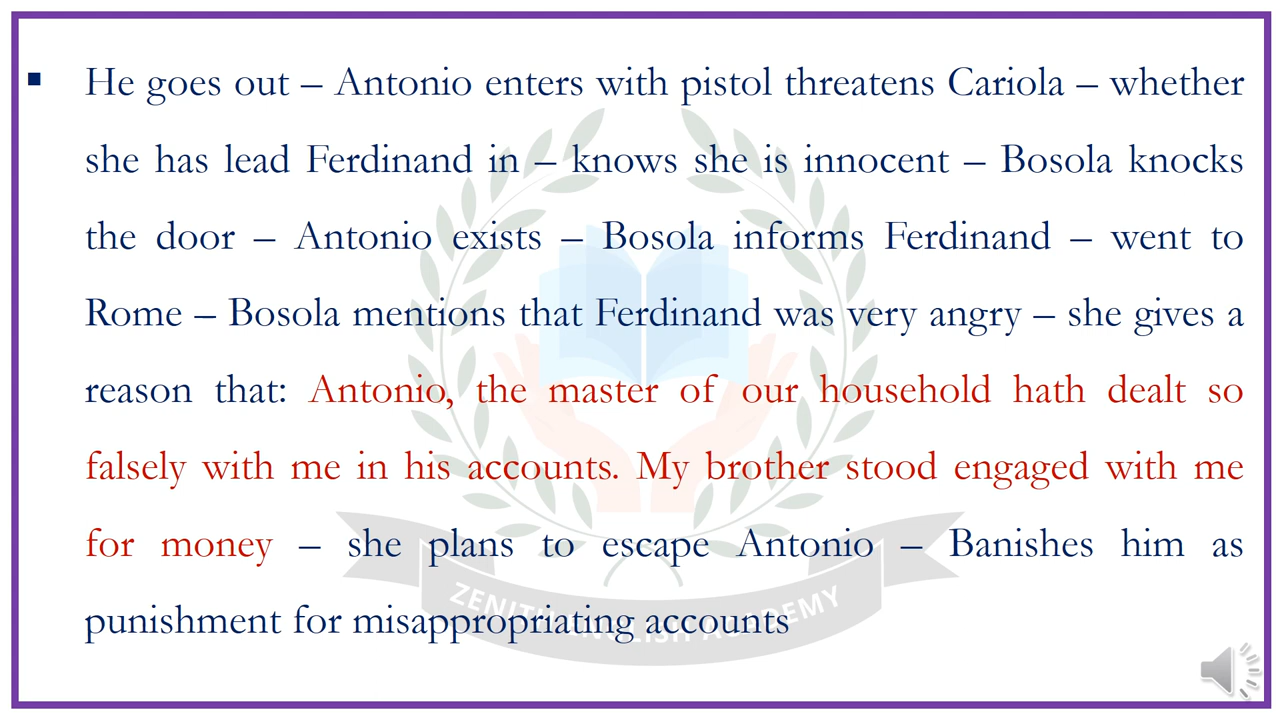 ▪ He goes out – Antonio enters with pistol threatens Cariola – whether
she has lead Ferdinand in – knows she is innocent – Bosola knocks
the door – Antonio exists – Bosola informs Ferdinand – went to
Rome – Bosola mentions that Ferdinand was very angry – she gives a
reason that: Antonio, the master of our household hath dealt so
falsely with me in his accounts. My brother stood engaged with me
for money – she plans to escape Antonio – Banishes him as
punishment for misappropriating accounts
ZENITH ENGLISH ACADEMY